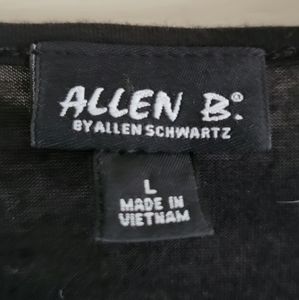 ALLEN B.®
BY ALLEN SCHWARTZ
L
MADE IN
VIETNAM